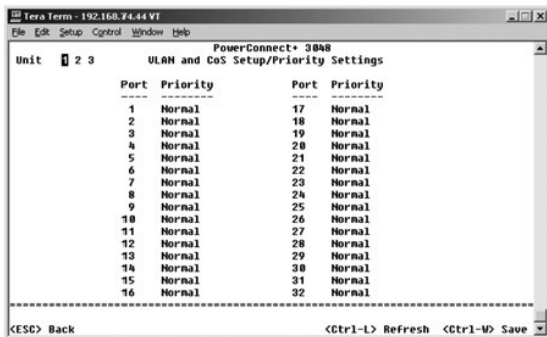 Tera Term - 192.168.74.44 VT
File Edit Setup Control Window Help
PowerConnect+ 3048
Unit 1 2 3 VLAN and CoS Setup/Priority Settings
Port Priority Port Priority
---- -------- ---- --------
1 Normal 17 Normal
2 Normal 18 Normal
3 Normal 19 Normal
4 Normal 20 Normal
5 Normal 21 Normal
6 Normal 22 Normal
7 Normal 23 Normal
8 Normal 24 Normal
9 Normal 25 Normal
10 Normal 26 Normal
11 Normal 27 Normal
12 Normal 28 Normal
13 Normal 29 Normal
14 Normal 30 Normal
15 Normal 31 Normal
16 Normal 32 Normal
<ESC> Back <Ctrl-L> Refresh <Ctrl-W> Save